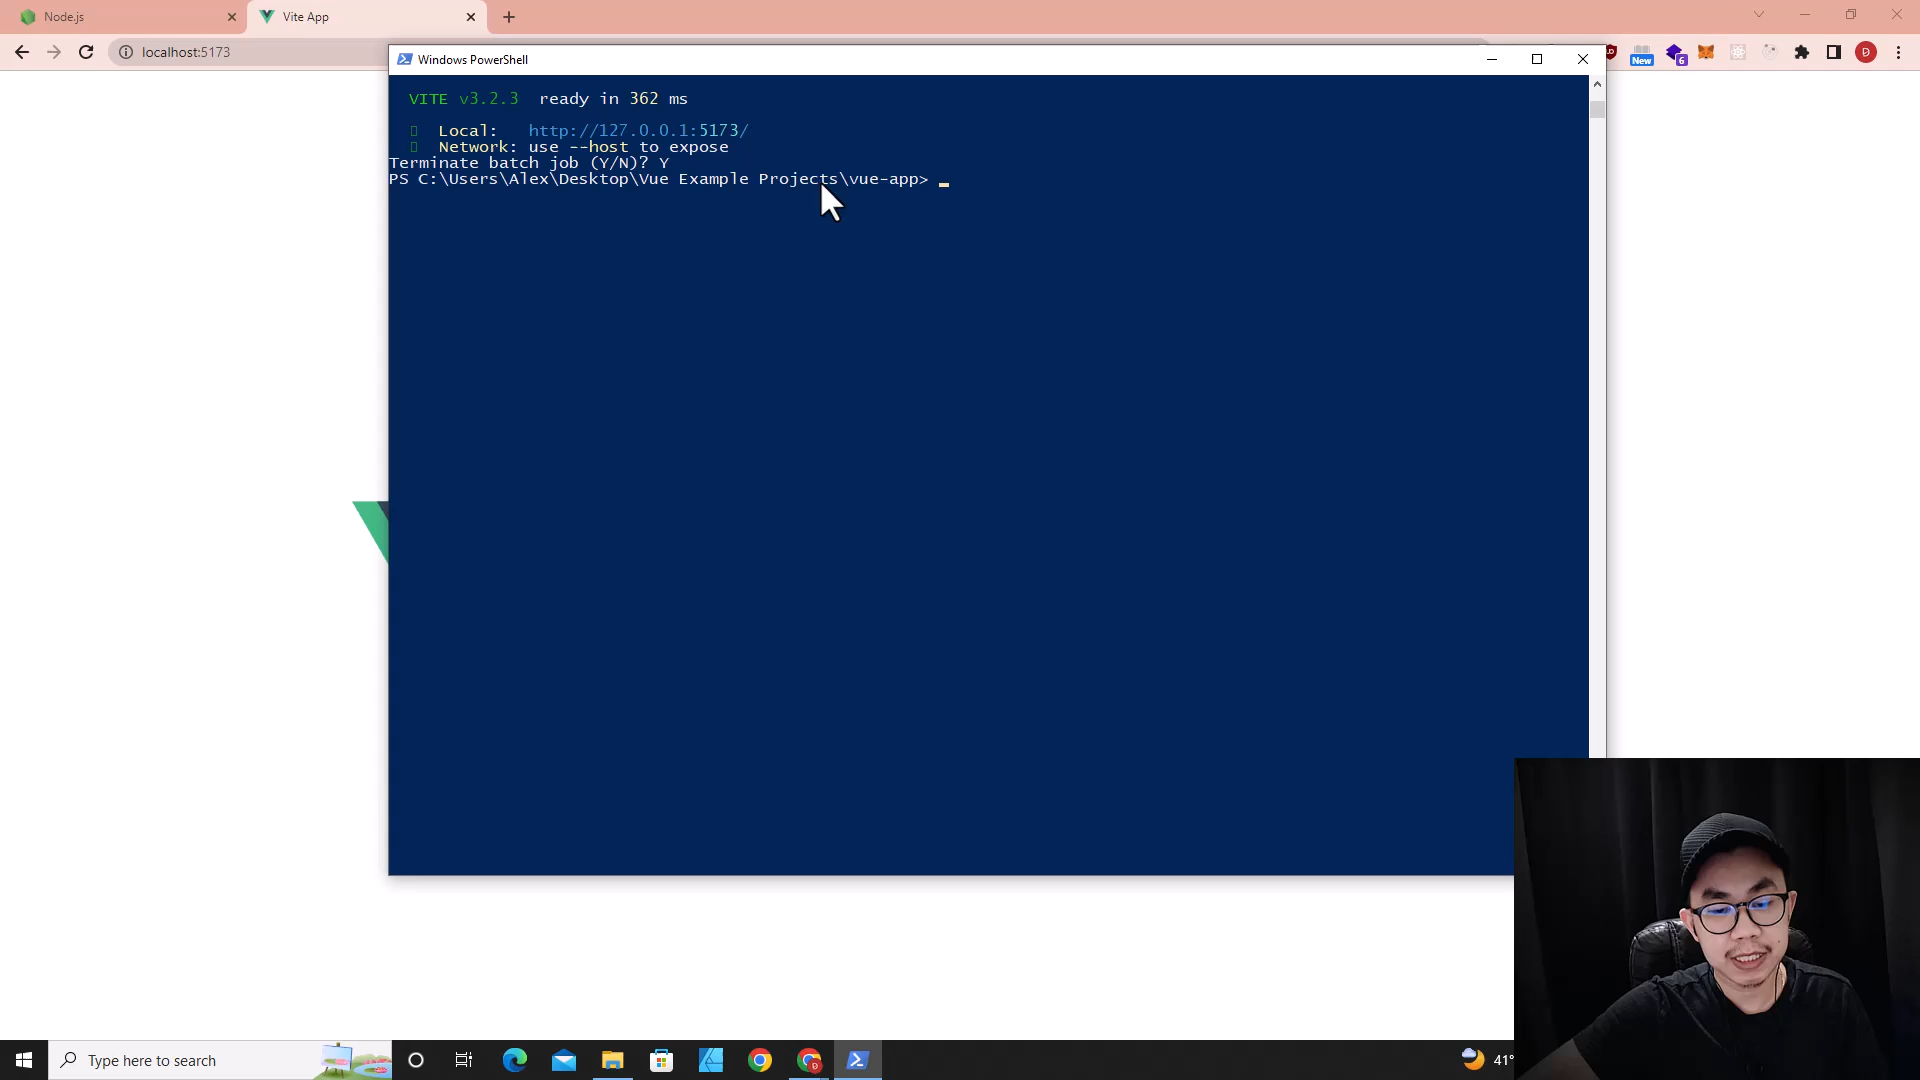 Node.js
Vite App
localhost:5173
New
6
D
Windows PowerShell
VITE v3.2.3 ready in 362 ms
Local: http://127.0.0.1:5173/
Network: use --host to expose
Terminate batch job (Y/N)? Y
PS C:\Users\Alex\Desktop\Vue Example Projects\vue-app>
Type here to search
41°